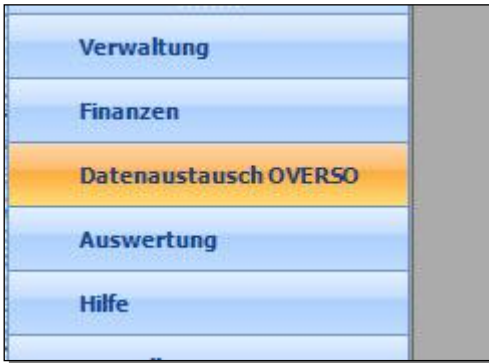 Verwaltung
Finanzen
Datenaustausch OVERSO
Auswertung
Hilfe